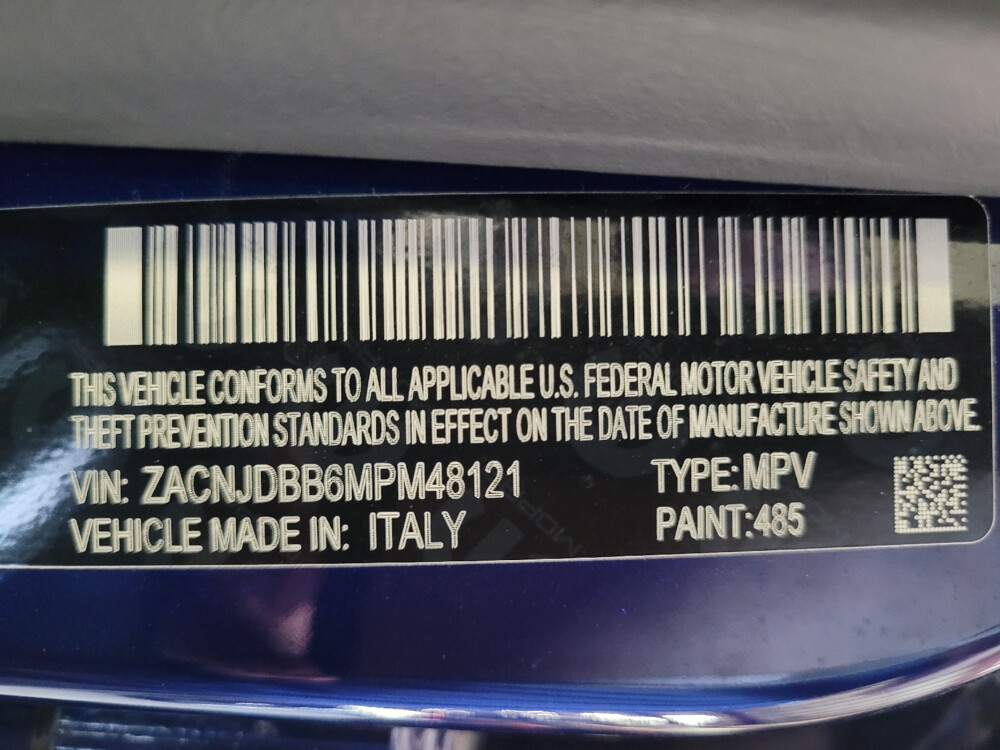 THIS VEHICLE CONFORMS TO ALL APPLICABLE U.S. FEDERAL MOTOR VEHICLE SAFETY AND
THEFT PREVENTION STANDARDS IN EFFECT ON THE DATE OF MANUFACTURE SHOWN ABOVE.
VIN: ZACNJDBB6MPM48121 TYPE: MPV
VEHICLE MADE IN: ITALY PAINT: 485